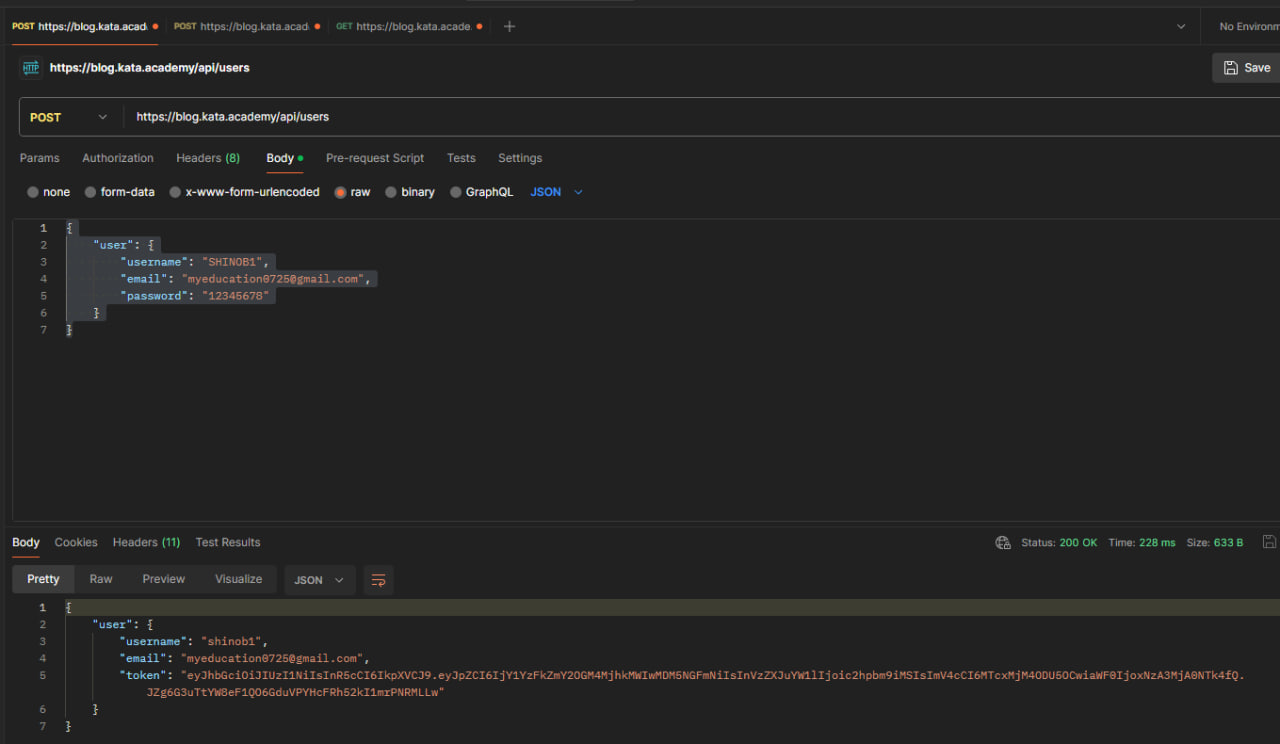 POST https://blog.kata.acad POST https://blog.kata.acad GET https://blog.kata.acade. + No Environm
HTTP https://blog.kata.academy/api/users Save
POST https://blog.kata.academy/api/users
Params Authorization Headers (8) Body Pre-request Script Tests Settings
none form-data x-www-form-urlencoded raw binary GraphQL JSON
1 {
2 "user": {
3 "username": "SHINOB1",
4 "email": "myeducation0725@gmail.com",
5 "password": "12345678"
6 }
7 }
Body Cookies Headers (11) Test Results Status: 200 OK Time: 228 ms Size: 633 B
Pretty Raw Preview Visualize JSON
1 {
2 "user": {
3 "username": "shinob1",
4 "email": "myeducation0725@gmail.com",
5 "token": "eyJhbGciOiJIUzI1NiIsInR5cCI6IkpXVCJ9.eyJpZCI6IjY1YzFkZmY2OGM4MjhkMWIwMDM5NGFmNiIsInVzZXJuYW1lIjoic2hpbm9iMSIsImV4cCI6MTcxMjM4ODU5OCwiaWF0IjoxNzA3MjA0NTk4fQ.
JZg6G3uTtYW8eF1QO6GduVPYHcFRh52kI1mrPNRMLLw"
6 }
7 }